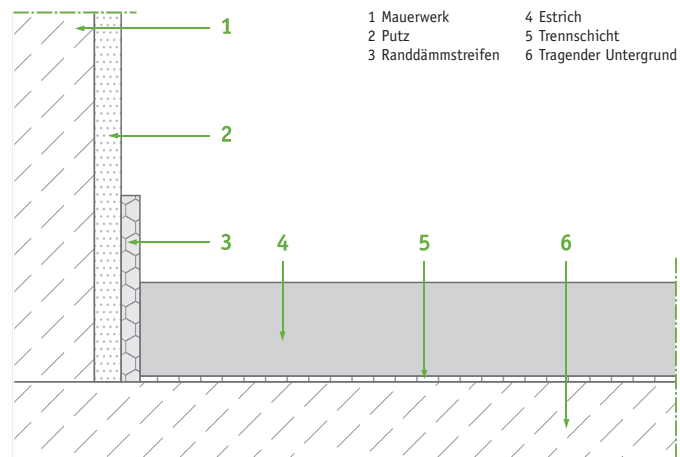 1 Mauerwerk
2 Putz
3 Randdämmstreifen
4 Estrich
5 Trennschicht
6 Tragender Untergrund
1
2
3
4
5
6